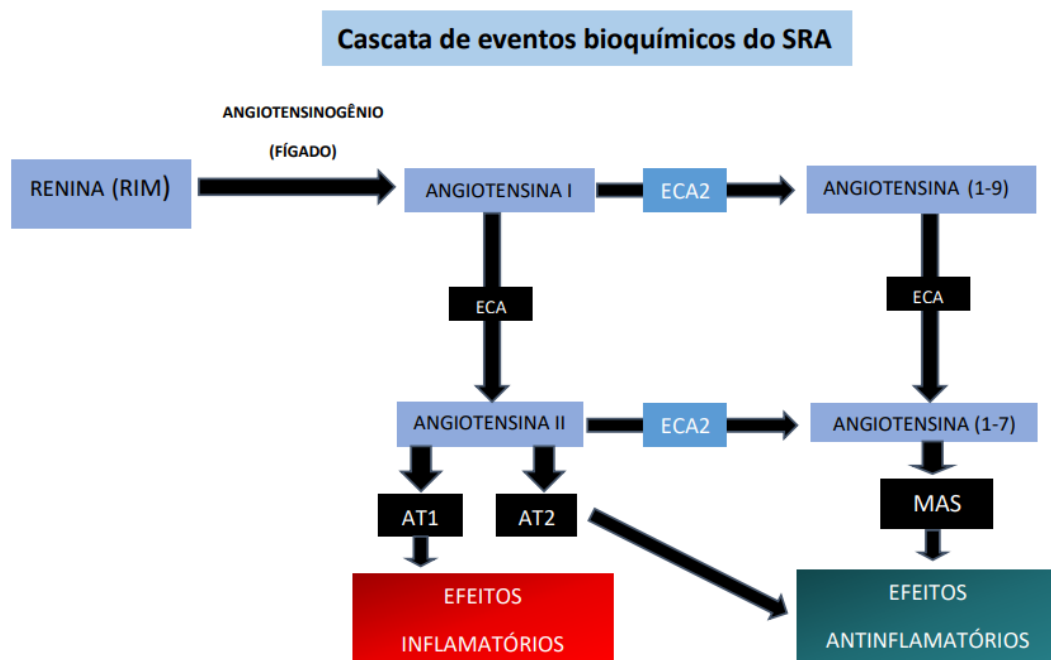 Cascata de eventos bioquímicos do SRA
ANGIOTENSINOGÊNIO
(FÍGADO)
RENINA (RIM)
ANGIOTENSINA I
ECA2
ANGIOTENSINA (1-9)
ECA
ECA
ANGIOTENSINA II
ECA2
ANGIOTENSINA (1-7)
AT1
AT2
MAS
EFEITOS
INFLAMATÓRIOS
EFEITOS
ANTINFLAMATÓRIOS